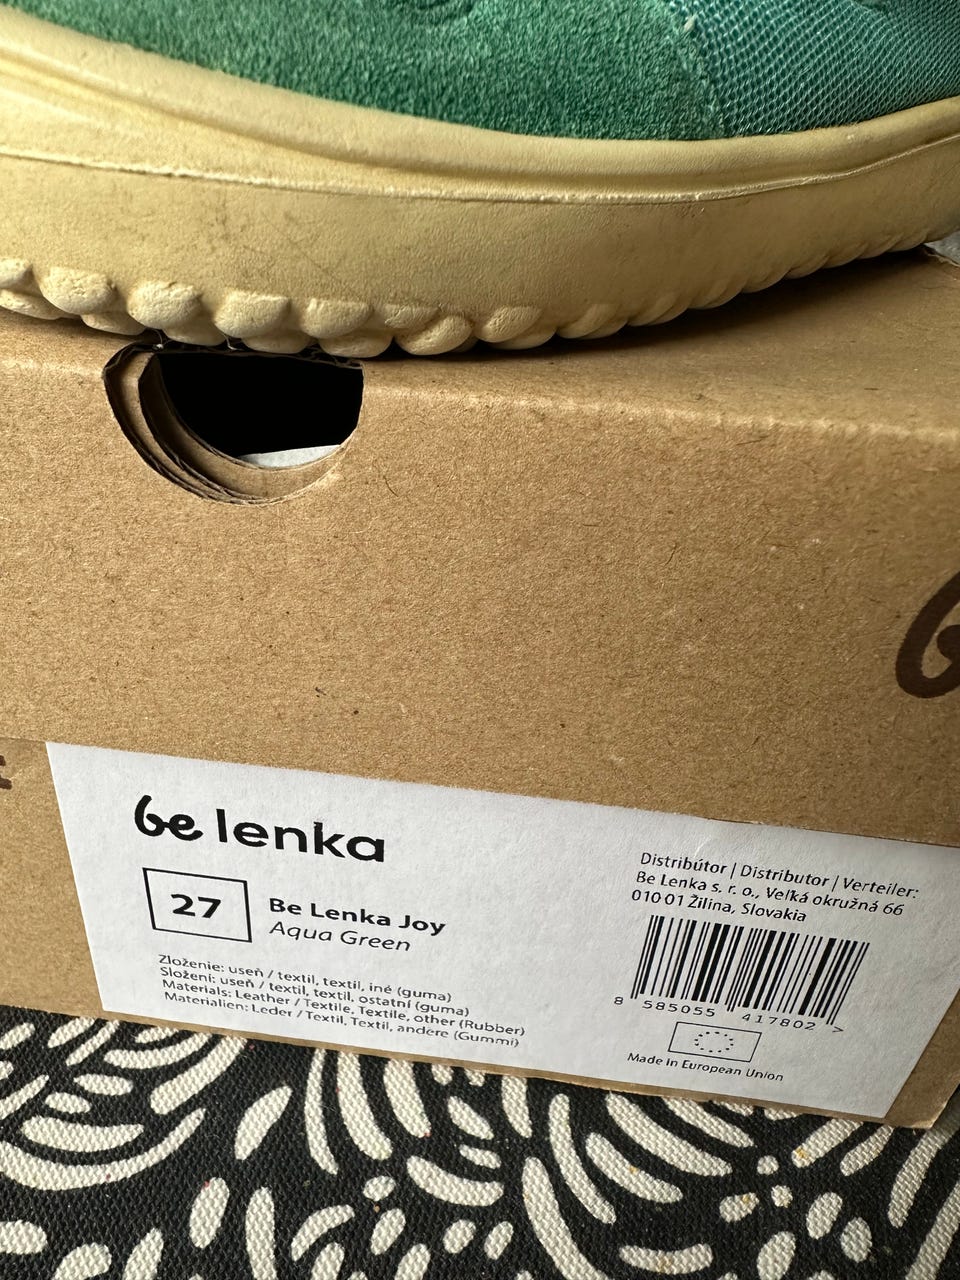 be lenka
27
Be Lenka Joy
Aqua Green
Zloženie: useň / textil, textil, iné (guma)
Složení: useň / textil, textil, ostatní (guma)
Materials: Leather / Textile, Textile, other (Rubber)
Materialien: Leder / Textil, Textil, andere (Gummi)
Distribútor | Distributor | Verteiler:
Be Lenka s. r. o., Veľká okružná 66
010 01 Žilina, Slovakia
8 585055 417802 >
Made in European Union